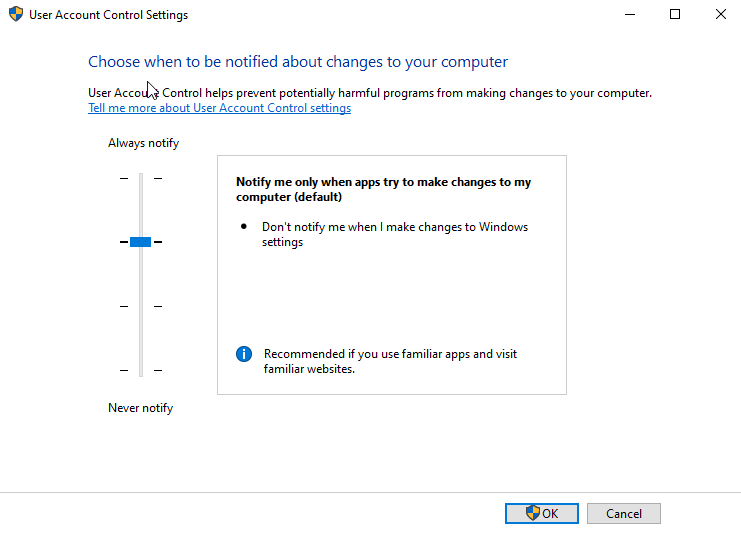 User Account Control Settings
Choose when to be notified about changes to your computer
User Account Control helps prevent potentially harmful programs from making changes to your computer.
Tell me more about User Account Control settings
Always notify
Notify me only when apps try to make changes to my
computer (default)
Don't notify me when I make changes to Windows
settings
Recommended if you use familiar apps and visit
familiar websites.
Never notify
OK
Cancel